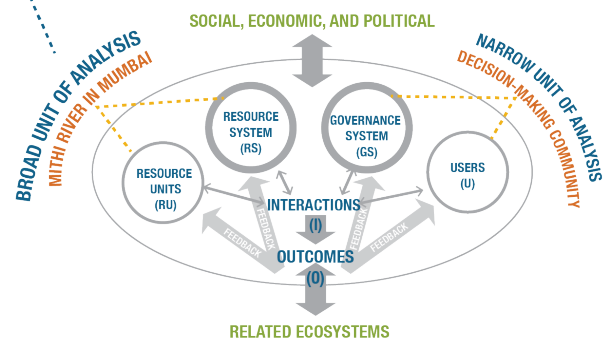 SOCIAL, ECONOMIC, AND POLITICAL
BROAD UNIT OF ANALYSIS
MITHI RIVER IN MUMBAI
NARROW UNIT OF ANALYSIS
DECISION-MAKING COMMUNITY
RESOURCE
SYSTEM
(RS)
GOVERNANCE
SYSTEM
(GS)
RESOURCE
UNITS
(RU)
USERS
(U)
INTERACTIONS
(I)
FEEDBACK
FEEDBACK
FEEDBACK
FEEDBACK
OUTCOMES
(O)
RELATED ECOSYSTEMS